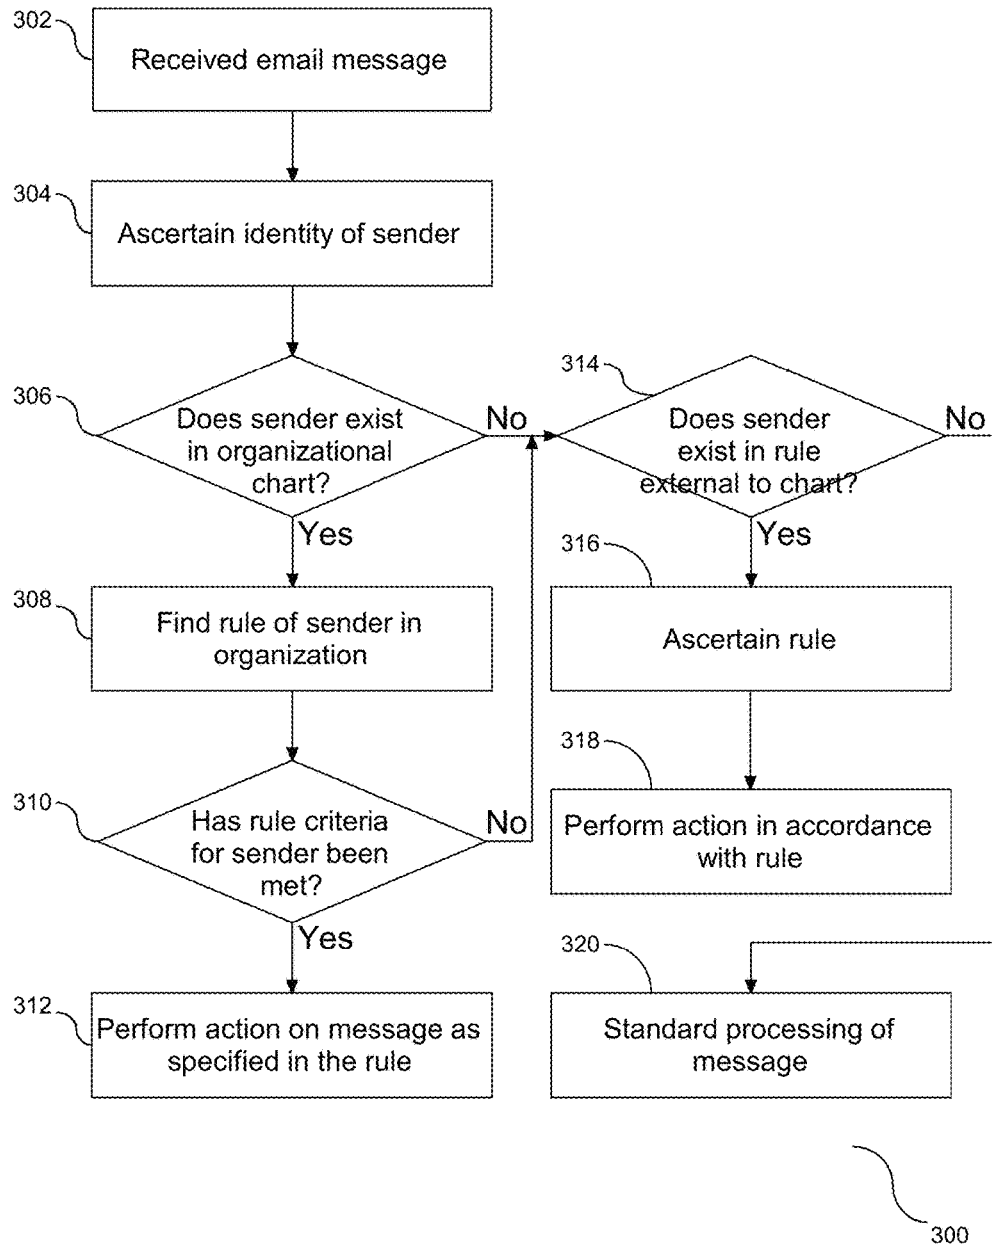 302
Received email message
304
Ascertain identity of sender
306
Does sender exist
in organizational
chart?
No
Yes
308
Find rule of sender in
organization
310
Has rule criteria
for sender been
met?
No
Yes
312
Perform action on message as
specified in the rule
314
Does sender
exist in rule
external to chart?
No
Yes
316
Ascertain rule
318
Perform action in accordance
with rule
320
Standard processing of
message
300